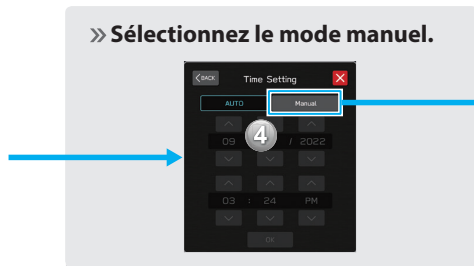 » Sélectionnez le mode manuel.
BACK Time Setting X
AUTO Manual
4
09 / 2022
03 : 24 PM
OK